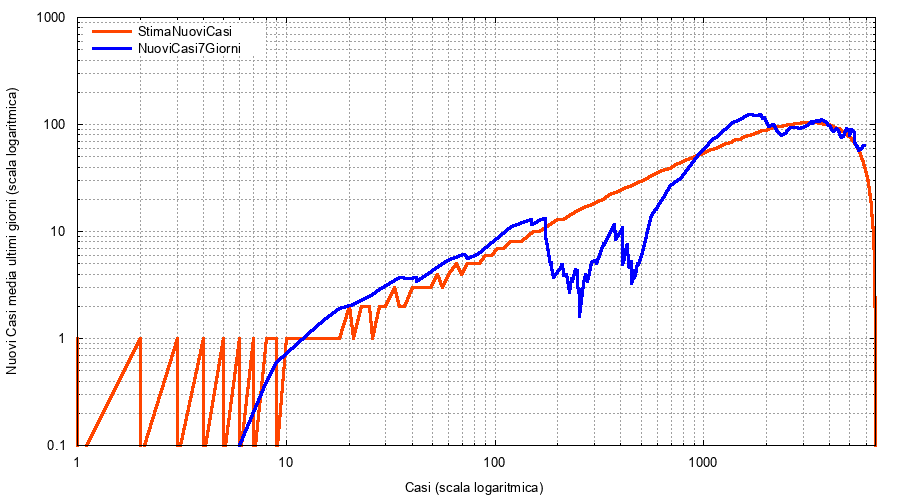 1000
StimaNuoviCasi
NuoviCasi7Giorni
100
10
1
0.1
Nuovi Casi media ultimi giorni (scala logaritmica)
1 10 100 1000
Casi (scala logaritmica)